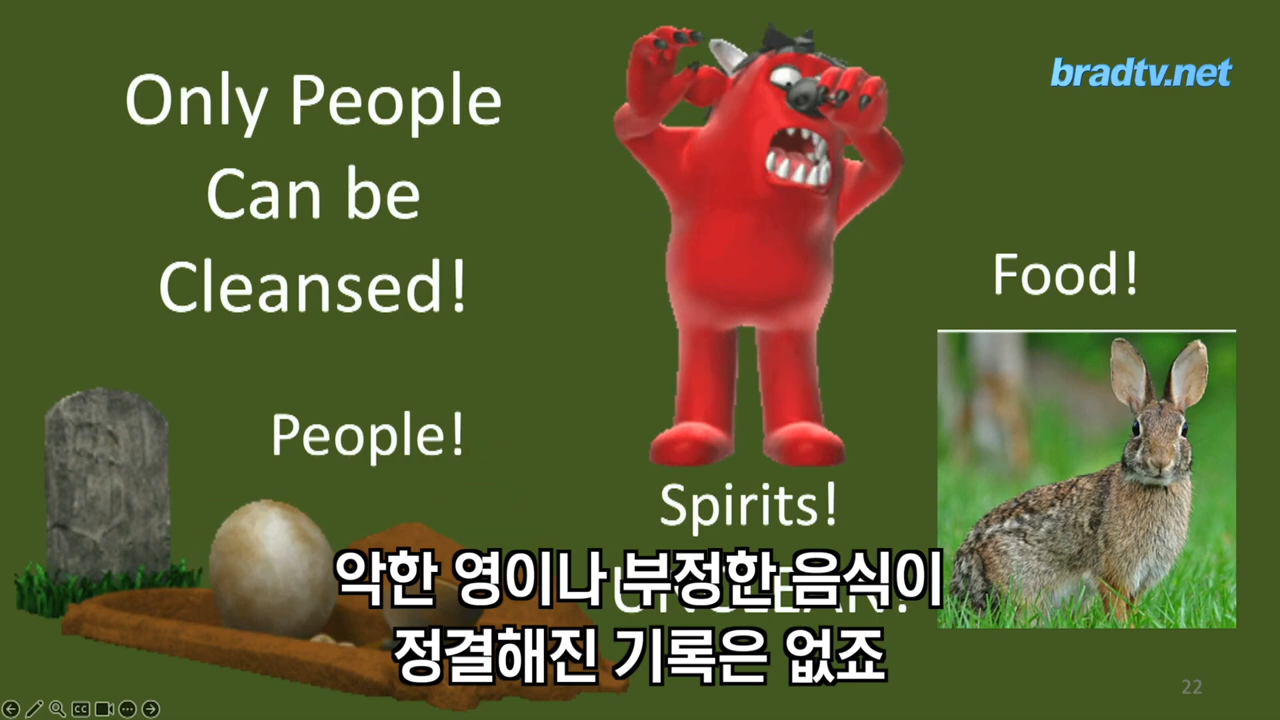 Only People
Can be
Cleansed!
bradtv.net
Food!
People!
Spirits!
악한 영이나 부정한 음식이
정결해진 기록은 없죠
22
CC